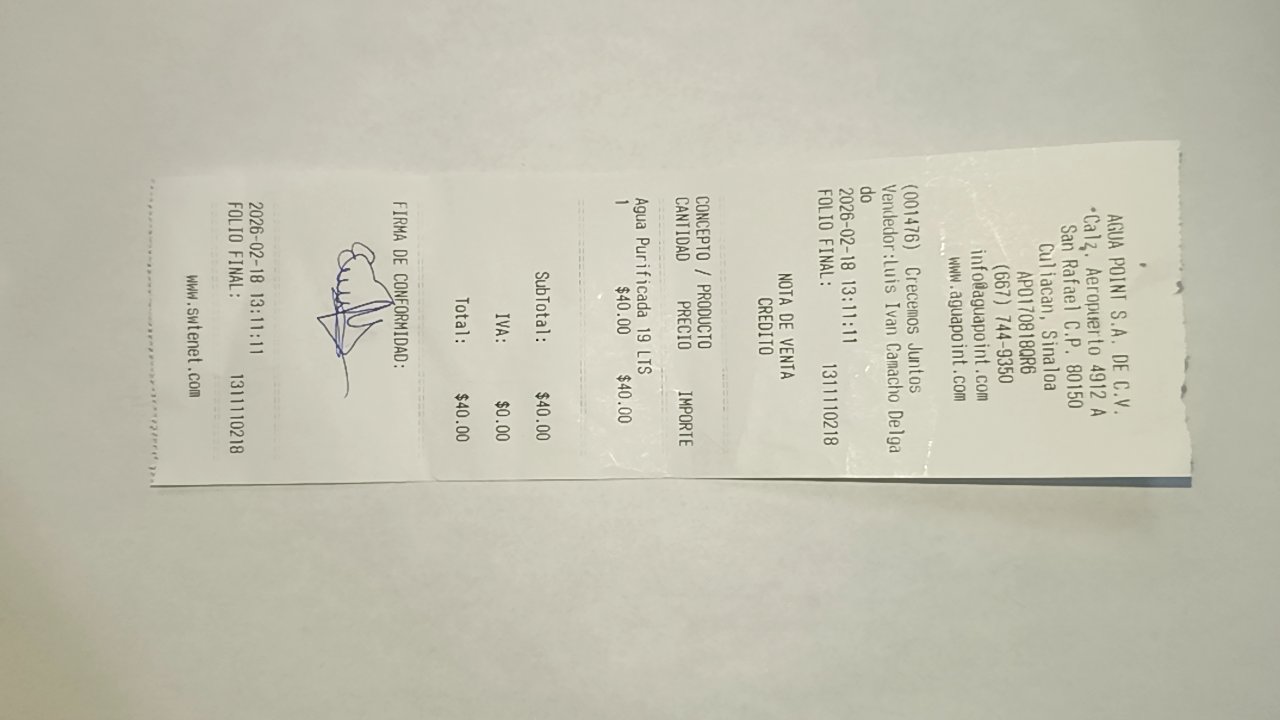 AGUA POINT S.A. DE C.V.
Calz. Aeropuerto 4912 A
San Rafael C.P. 80150
Culiacan, Sinaloa
APO170818QR6
(667) 744-9350
info@aguapoint.com
www.aguapoint.com
(001476) Crecemos Juntos
Vendedor:Luis Ivan Camacho Delga
do
2026-02-18 13:11:11
FOLIO FINAL: 1311110218
NOTA DE VENTA
CREDITO
CONCEPTO / PRODUCTO
CANTIDAD PRECIO IMPORTE
Agua Purificada 19 LTS
1 $40.00 $40.00
SubTotal: $40.00
IVA: $0.00
Total: $40.00
FIRMA DE CONFORMIDAD:
2026-02-18 13:11:11
FOLIO FINAL: 1311110218
www.swtenet.com